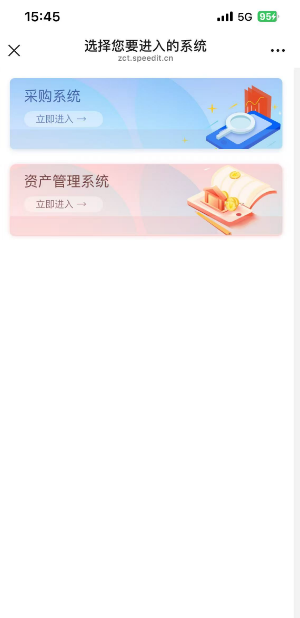 15:45
5G
95
选择您要进入的系统
zct.speedit.cn
采购系统
立即进入 →
资产管理系统
立即进入 →